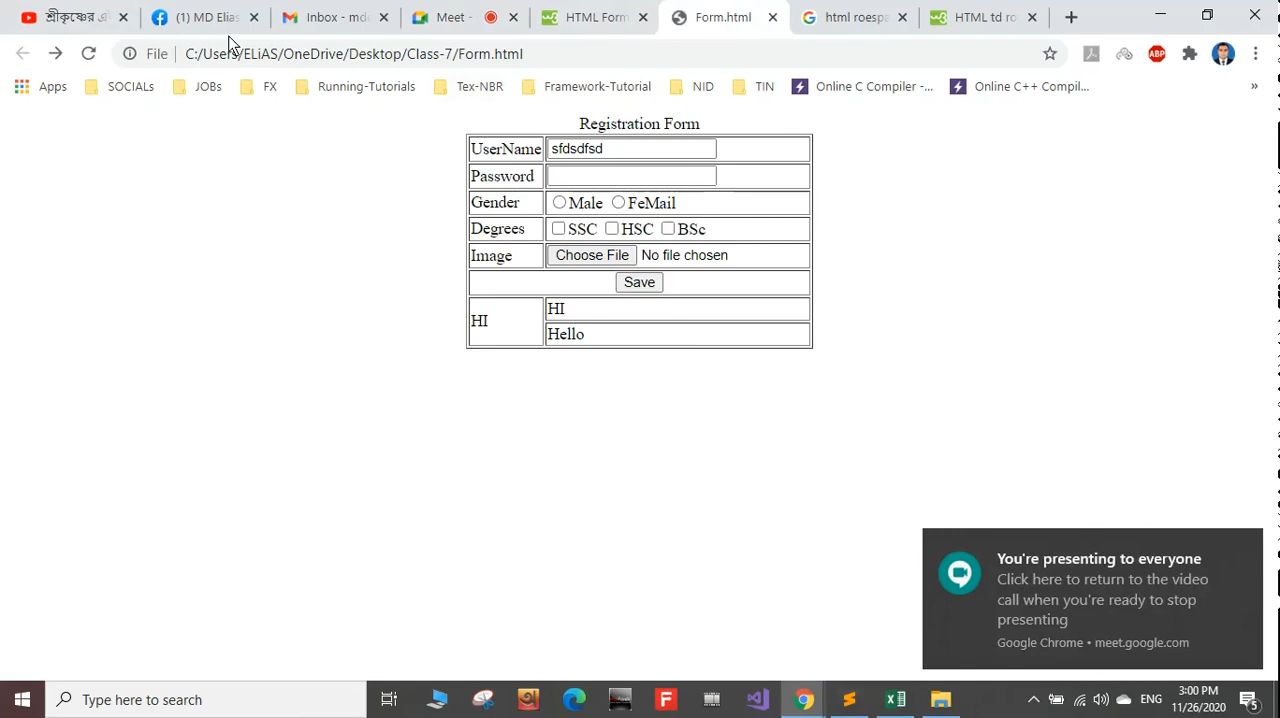 শ্রীকৃষ্ণের
(1) MD Elias
Inbox - mde
Meet -
HTML Form
Form.html
html roespa
HTML td ro
File C:/Users/ELiAS/OneDrive/Desktop/Class-7/Form.html
ABP
Apps SOCIALs JOBs FX Running-Tutorials Tex-NBR Framework-Tutorial NID TIN Online C Compiler -... Online C++ Compil... »
Registration Form
UserName sfdsdfsd
Password
Gender Male FeMail
Degrees SSC HSC BSc
Image Choose File No file chosen
Save
HI HI
Hello
You're presenting to everyone
Click here to return to the video
call when you're ready to stop
presenting
Google Chrome • meet.google.com
Type here to search
ENG
3:00 PM
11/26/2020
5